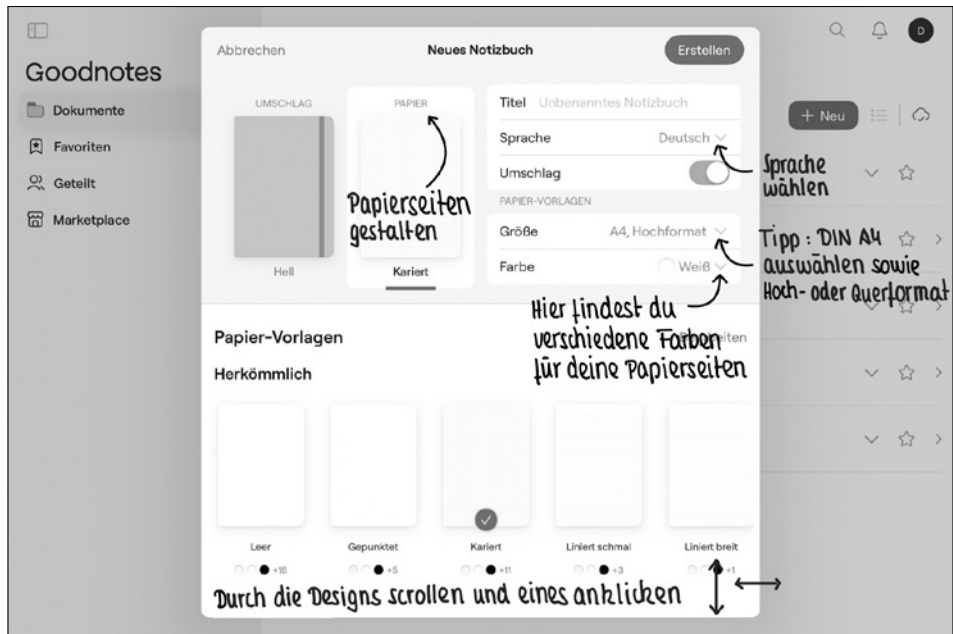 Goodnotes
Dokumente
Favoriten
Geteilt
Marketplace
Abbrechen
Neues Notizbuch
Erstellen
D
+ Neu
UMSCHLAG
Hell
PAPIER
Kariert
Papierseiten
gestalten
Titel Unbenanntes Notizbuch
Sprache Deutsch
Umschlag
PAPIER-VORLAGEN
Größe A4, Hochformat
Farbe Weiß
Sprache
wählen
Tipp: DIN A4
auswählen sowie
Hoch- oder Querformat
Hier findest du
verschiedene Farben
für deine Papierseiten
Papier-Vorlagen
Herkömmlich
Leer
+18
Gepunktet
+5
Kariert
+11
Liniert schmal
+3
Liniert breit
+1
Durch die Designs scrollen und eines anklicken